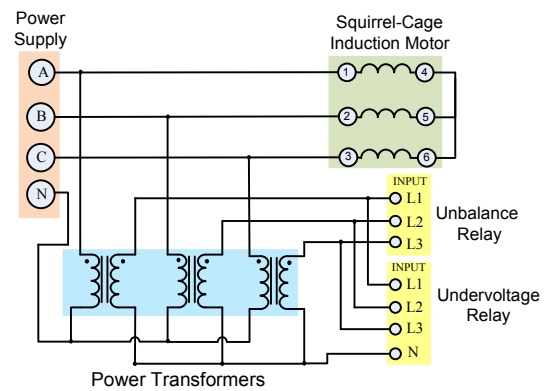 Power
Supply
Squirrel-Cage
Induction Motor
A
1
4
B
2
5
C
3
6
N
INPUT
L1
L2
L3
Unbalance
Relay
INPUT
L1
L2
L3
N
Undervoltage
Relay
Power Transformers